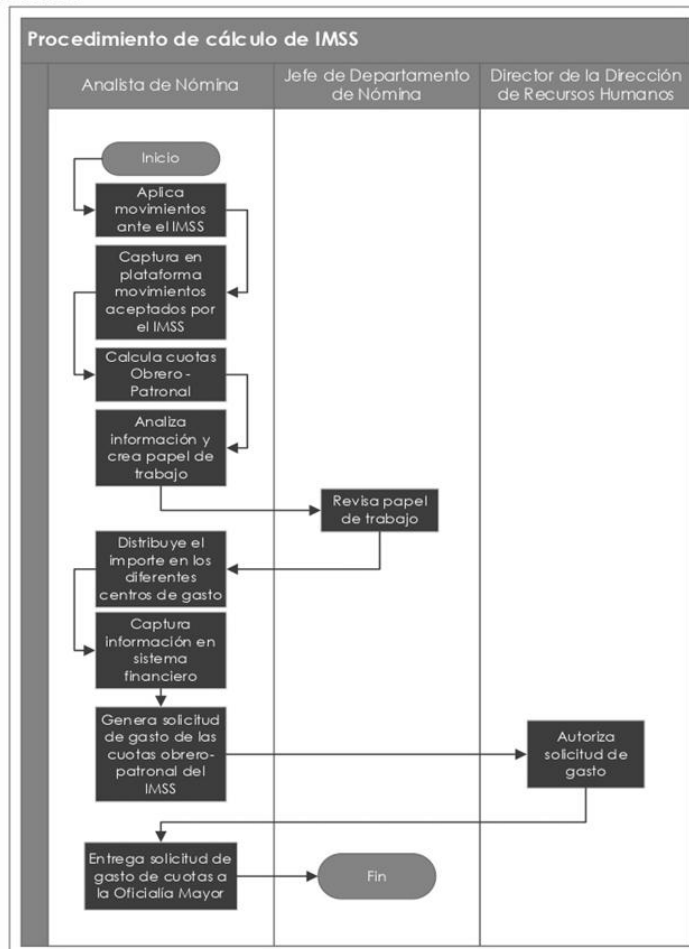 Procedimiento de cálculo de IMSS
Analista de Nómina
Jefe de Departamento
de Nómina
Director de la Dirección
de Recursos Humanos
Inicio
Aplica
movimientos
ante el IMSS
Captura en
plataforma
movimientos
aceptados por
el IMSS
Calcula cuotas
Obrero -
Patronal
Analiza
información y
crea papel de
trabajo
Revisa papel
de trabajo
Distribuye el
importe en los
diferentes
centros de gasto
Captura
información en
sistema
financiero
Genera solicitud
de gasto de las
cuotas obrero-
patronal del
IMSS
Autoriza
solicitud de
gasto
Entrega solicitud de
gasto de cuotas a
la Oficialía Mayor
Fin